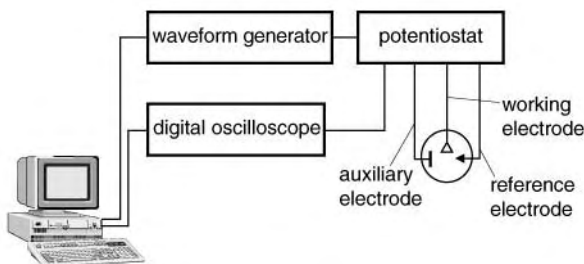 waveform generator
potentiostat
digital oscilloscope
working
electrode
auxiliary
electrode
reference
electrode